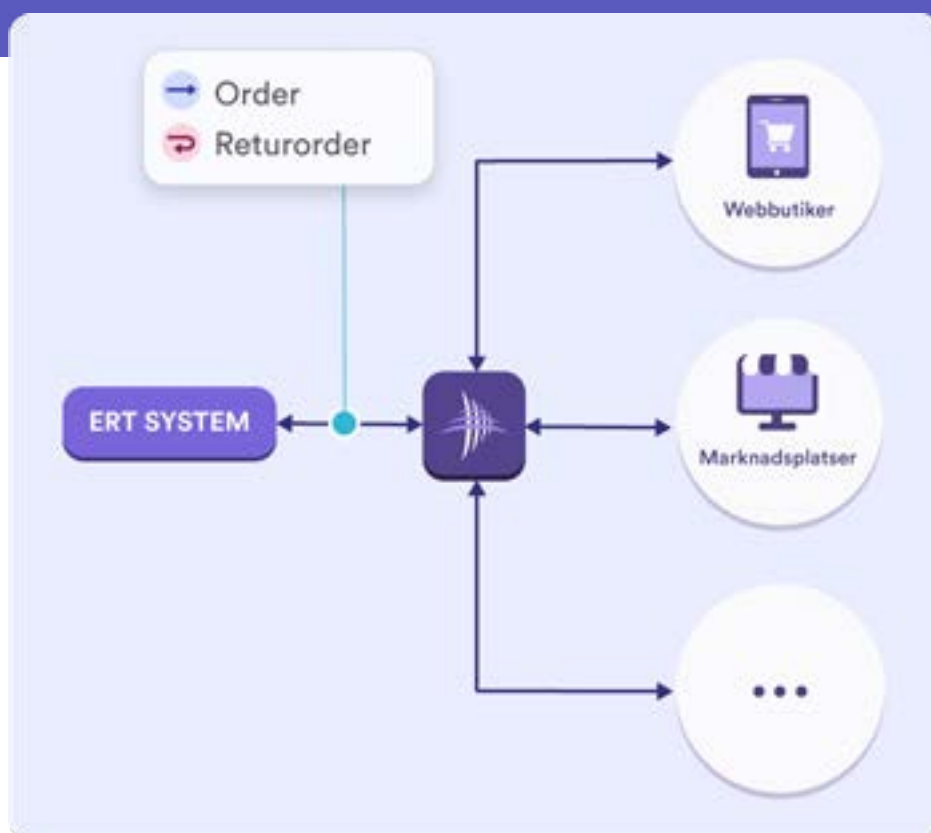 Order
Returorder
Webbutiker
ERT SYSTEM
Marknadsplatser
...